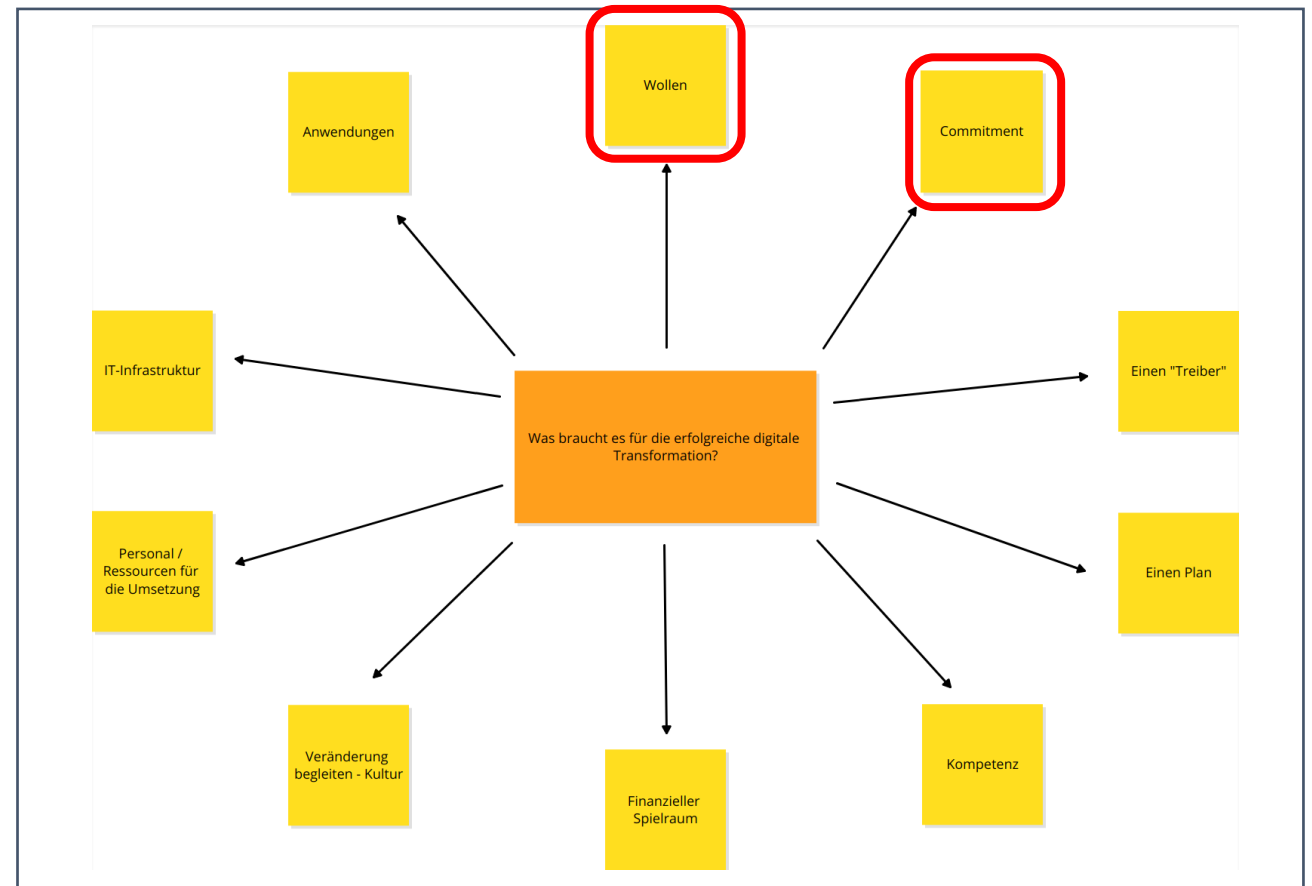 Wollen
Commitment
Anwendungen
Einen "Treiber"
IT-Infrastruktur
Was braucht es für die erfolgreiche digitale
Transformation?
Personal /
Ressourcen für
die Umsetzung
Einen Plan
Veränderung
begleiten - Kultur
Finanzieller
Spielraum
Kompetenz